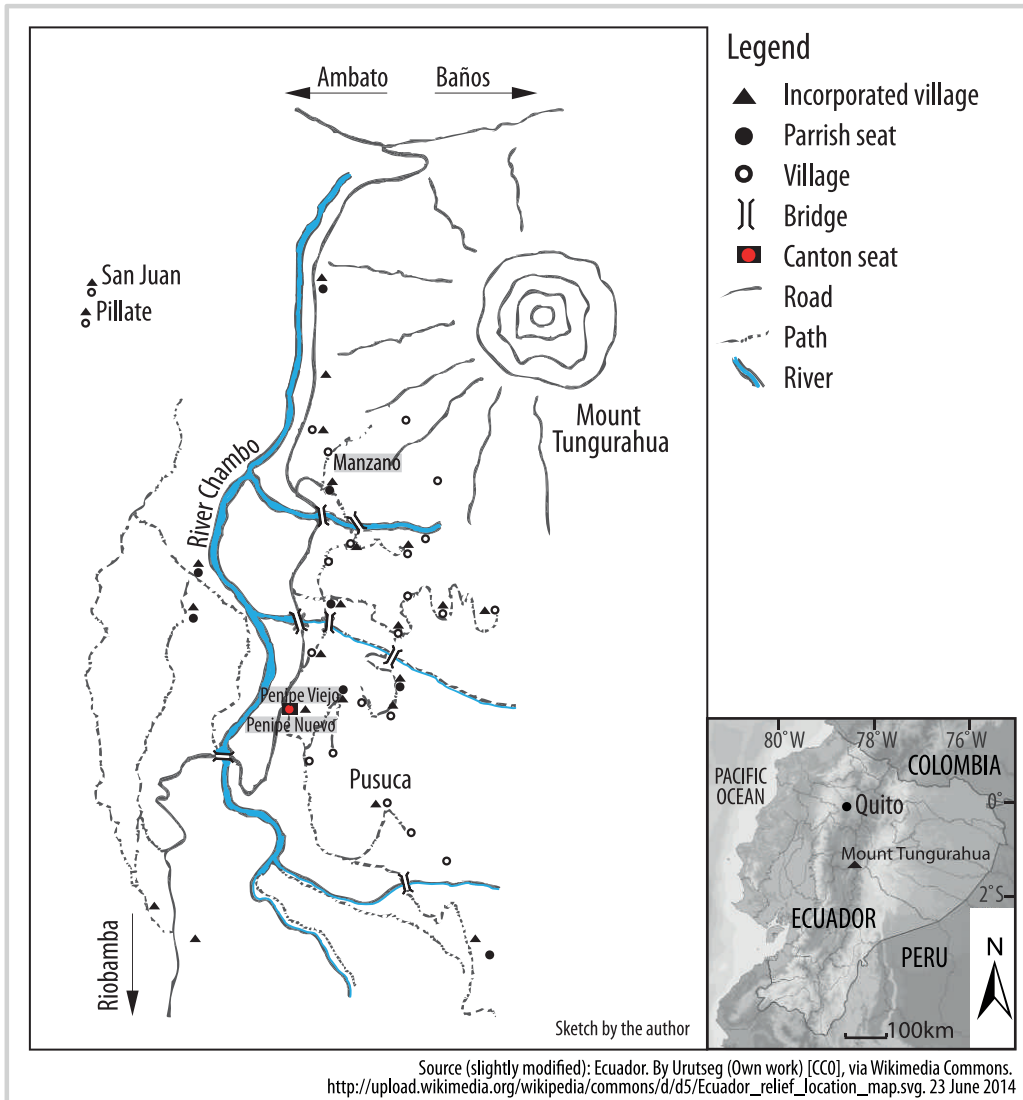 Ambato
Baños
San Juan
Pillate
Mount
Tungurahua
River Chambo
Manzano
Penipe Viejo
Penipe Nuevo
Pusuca
Riobamba
Sketch by the author
Legend
Incorporated village
Parrish seat
Village
Bridge
Canton seat
Road
Path
River
80°W
78°W
76°W
PACIFIC
OCEAN
COLOMBIA
0°
Quito
Mount Tungurahua
2°S
ECUADOR
PERU
N
100km
Source (slightly modified): Ecuador. By Urutseg (Own work) [CC0], via Wikimedia Commons.
http://upload.wikimedia.org/wikipedia/commons/d/d5/Ecuador_relief_location_map.svg. 23 June 2014